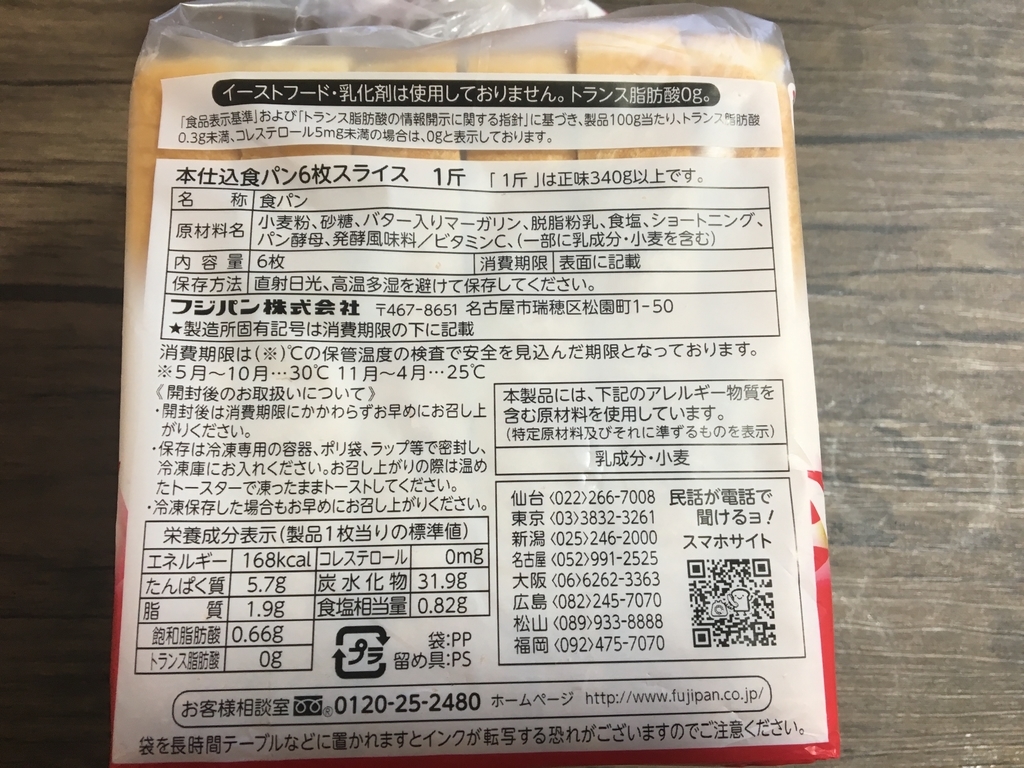 イーストフード・乳化剤は使用しておりません。トランス脂肪酸0g。
「食品表示基準」および「トランス脂肪酸の情報開示に関する指針」に基づき、製品100g当たり、トランス脂肪酸
0.3g未満、コレステロール5mg未満の場合は、0gと表示しております。
本仕込食パン6枚スライス 1斤 「1斤」は正味340g以上です。
名称 食パン
原材料名 小麦粉、砂糖、バター入りマーガリン、脱脂粉乳、食塩、ショートニング、
パン酵母、発酵風味料／ビタミンC、(一部に乳成分・小麦を含む)
内容量 6枚 消費期限 表面に記載
保存方法 直射日光、高温多湿を避けて保存してください。
フジパン株式会社 〒467-8651 名古屋市瑞穂区松園町1-50
★製造所固有記号は消費期限の下に記載
消費期限は(※)℃の保管温度の検査で安全を見込んだ期限となっております。
※5月〜10月…30℃ 11月〜4月…25℃
《開封後のお取扱いについて》
・開封後は消費期限にかかわらずお早めにお召し上
がりください。
・保存は冷凍専用の容器、ポリ袋、ラップ等で密封し、
冷凍庫にお入れください。お召し上がりの際は温め
たトースターで凍ったままトーストしてください。
・冷凍保存した場合もお早めにお召し上がりください。
本製品には、下記のアレルギー物質を
含む原材料を使用しています。
(特定原材料及びそれに準ずるものを表示)
乳成分・小麦
栄養成分表示(製品1枚当りの標準値)
エネルギー 168kcal コレステロール 0mg
たんぱく質 5.7g 炭水化物 31.9g
脂質 1.9g 食塩相当量 0.82g
飽和脂肪酸 0.66g
トランス脂肪酸 0g
プラ
袋:PP
留め具:PS
仙台〈022〉266-7008
東京〈03〉3832-3261
新潟〈025〉246-2000
名古屋〈052〉991-2525
大阪〈06〉6262-3363
広島〈082〉245-7070
松山〈089〉933-8888
福岡〈092〉475-7070
民話が電話で
聞けるヨ!
スマホサイト
お客様相談室 0120-25-2480 ホームページ http://www.fujipan.co.jp/
袋を長時間テーブルなどに置かれますとインクが転写する恐れがございますのでご注意ください。